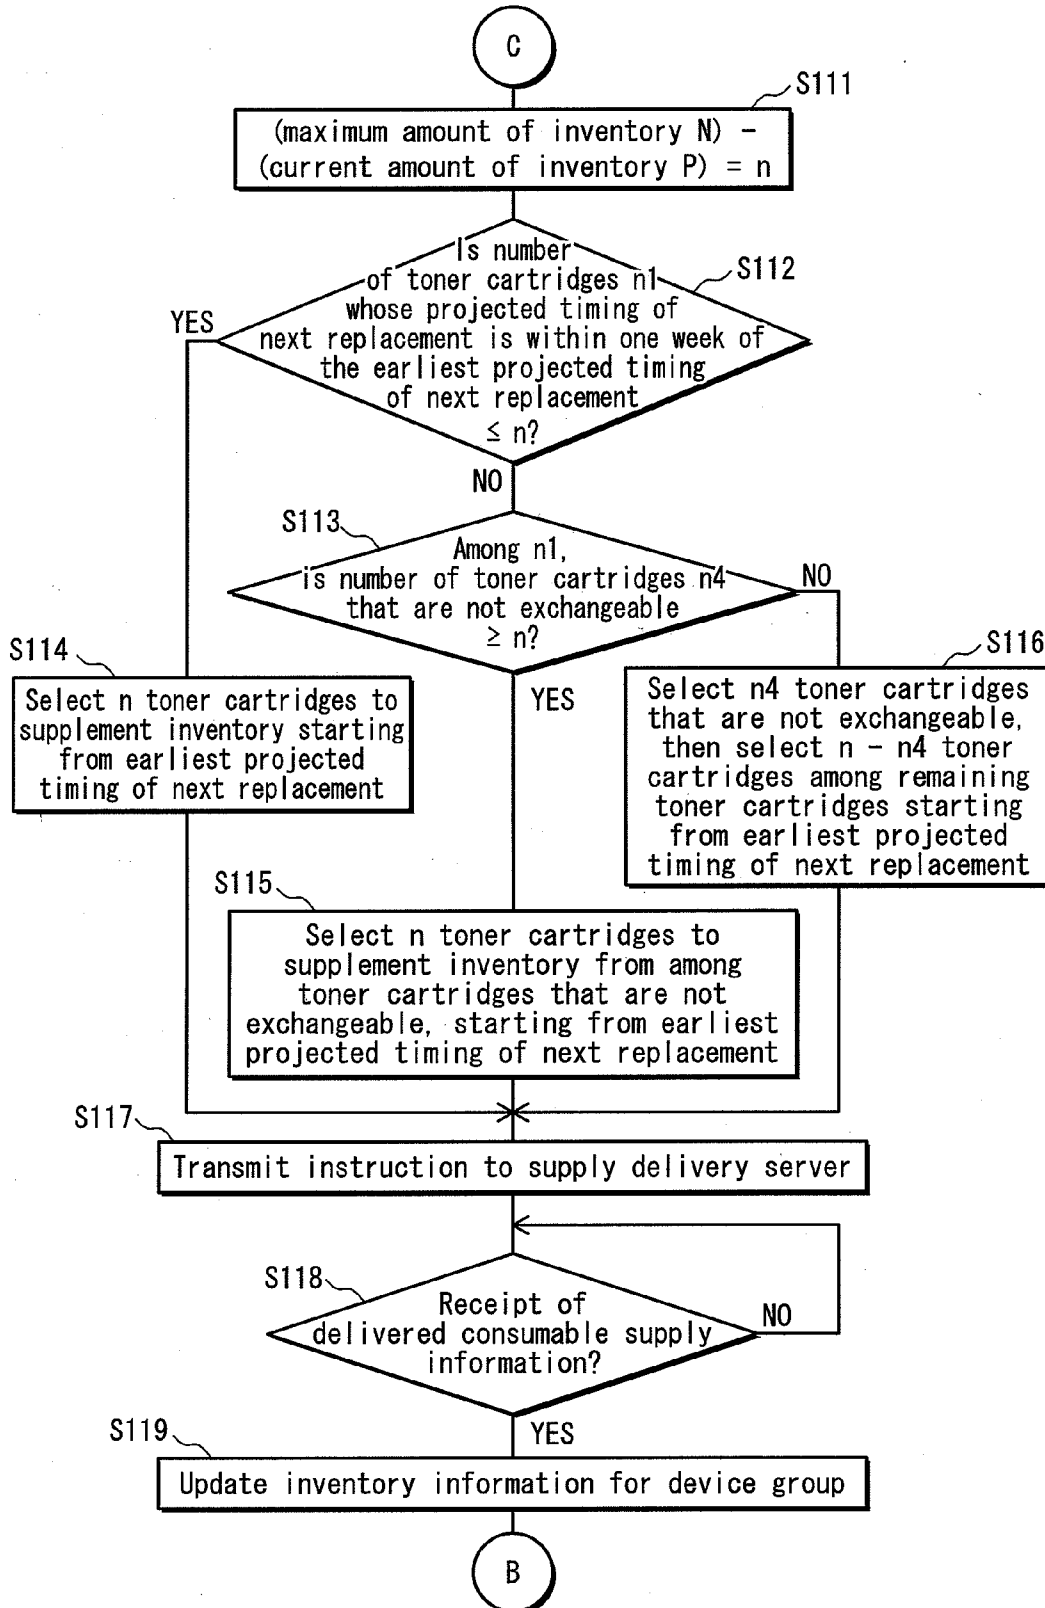 C
S111
(maximum amount of inventory N) –
(current amount of inventory P) = n
S112
Is number
of toner cartridges n1
whose projected timing of
next replacement is within one week of
the earliest projected timing
of next replacement
≤ n?
YES
NO
S113
Among n1,
is number of toner cartridges n4
that are not exchangeable
≥ n?
NO
YES
S114
Select n toner cartridges to
supplement inventory starting
from earliest projected
timing of next replacement
S116
Select n4 toner cartridges
that are not exchangeable,
then select n – n4 toner
cartridges among remaining
toner cartridges starting
from earliest projected
timing of next replacement
S115
Select n toner cartridges to
supplement inventory from among
toner cartridges that are not
exchangeable, starting from earliest
projected timing of next replacement
S117
Transmit instruction to supply delivery server
S118
Receipt of
delivered consumable supply
information?
NO
YES
S119
Update inventory information for device group
B